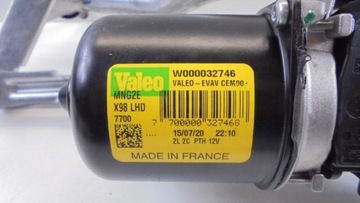 Valeo
W000032746
VALEO - EVAV CEM90 -
MNG2E
X98 LHD
7700
7 700000 327468
15/07/20 22:10
2L 2C PTH 12V
MADE IN FRANCE